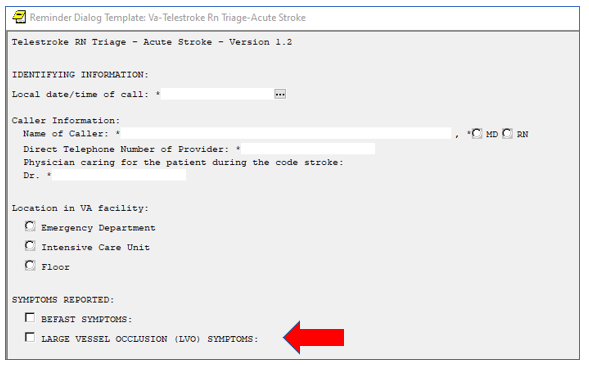 Reminder Dialog Template: Va-Telestroke Rn Triage-Acute Stroke
Telestroke RN Triage - Acute Stroke - Version 1.2
IDENTIFYING INFORMATION:
Local date/time of call: * ...
Caller Information:
Name of Caller: * , * MD RN
Direct Telephone Number of Provider: *
Physician caring for the patient during the code stroke:
Dr. *
Location in VA facility:
Emergency Department
Intensive Care Unit
Floor
SYMPTOMS REPORTED:
BEFAST SYMPTOMS:
LARGE VESSEL OCCLUSION (LVO) SYMPTOMS: